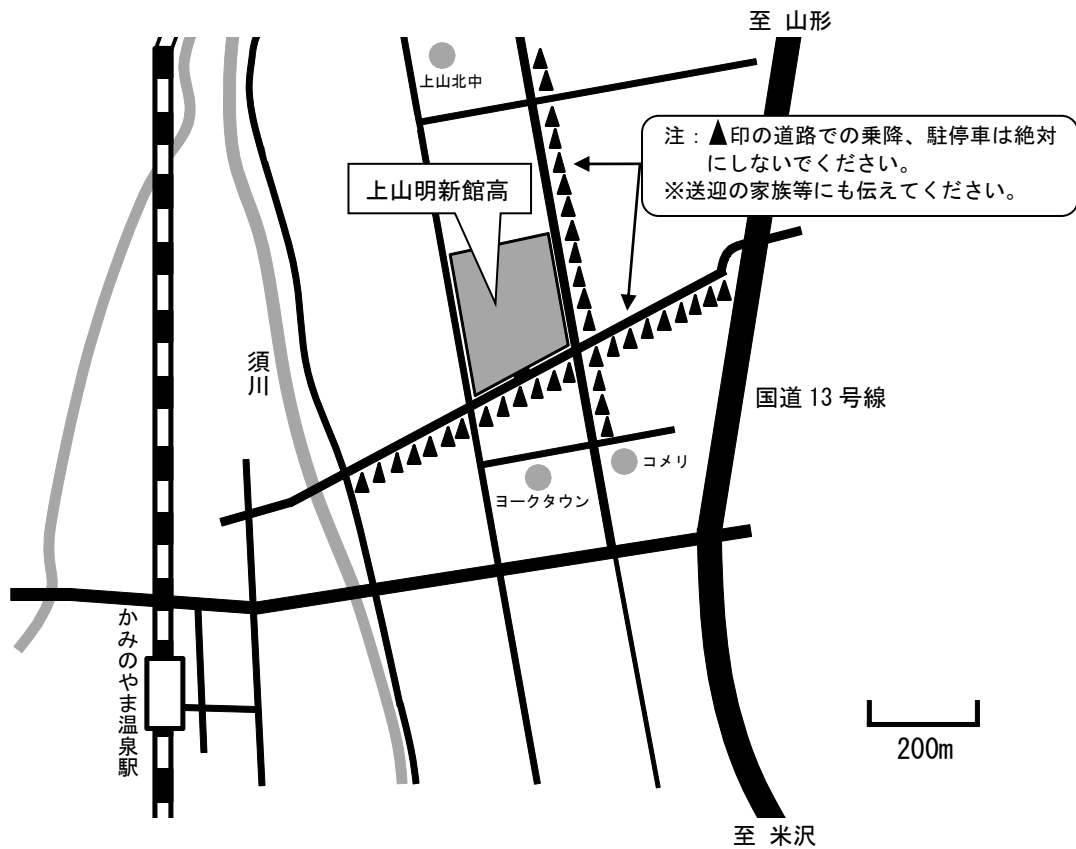 至 山形
上山北中
注：▲印の道路での乗降、駐停車は絶対
にしないでください。
※送迎の家族等にも伝えてください。
上山明新館高
須川
国道13号線
コメリ
ヨークタウン
かみのやま温泉駅
200m
至 米沢